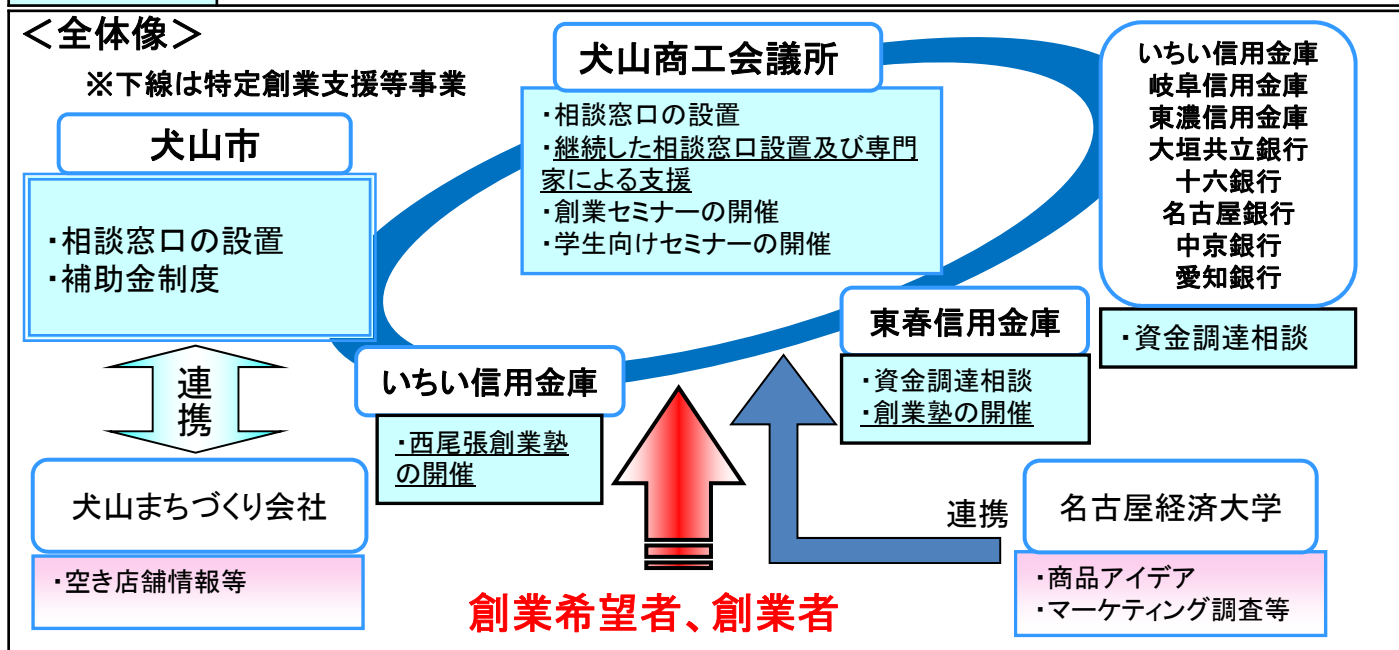 ＜全体像＞
※下線は特定創業支援等事業
犬山市
・相談窓口の設置
・補助金制度
連
携
犬山まちづくり会社
・空き店舗情報等
犬山商工会議所
・相談窓口の設置
・継続した相談窓口設置及び専門
家による支援
・創業セミナーの開催
・学生向けセミナーの開催
いちい信用金庫
・西尾張創業塾
の開催
東春信用金庫
・資金調達相談
・創業塾の開催
いちい信用金庫
岐阜信用金庫
東濃信用金庫
大垣共立銀行
十六銀行
名古屋銀行
中京銀行
愛知銀行
・資金調達相談
連携
名古屋経済大学
・商品アイデア
・マーケティング調査等
創業希望者、創業者